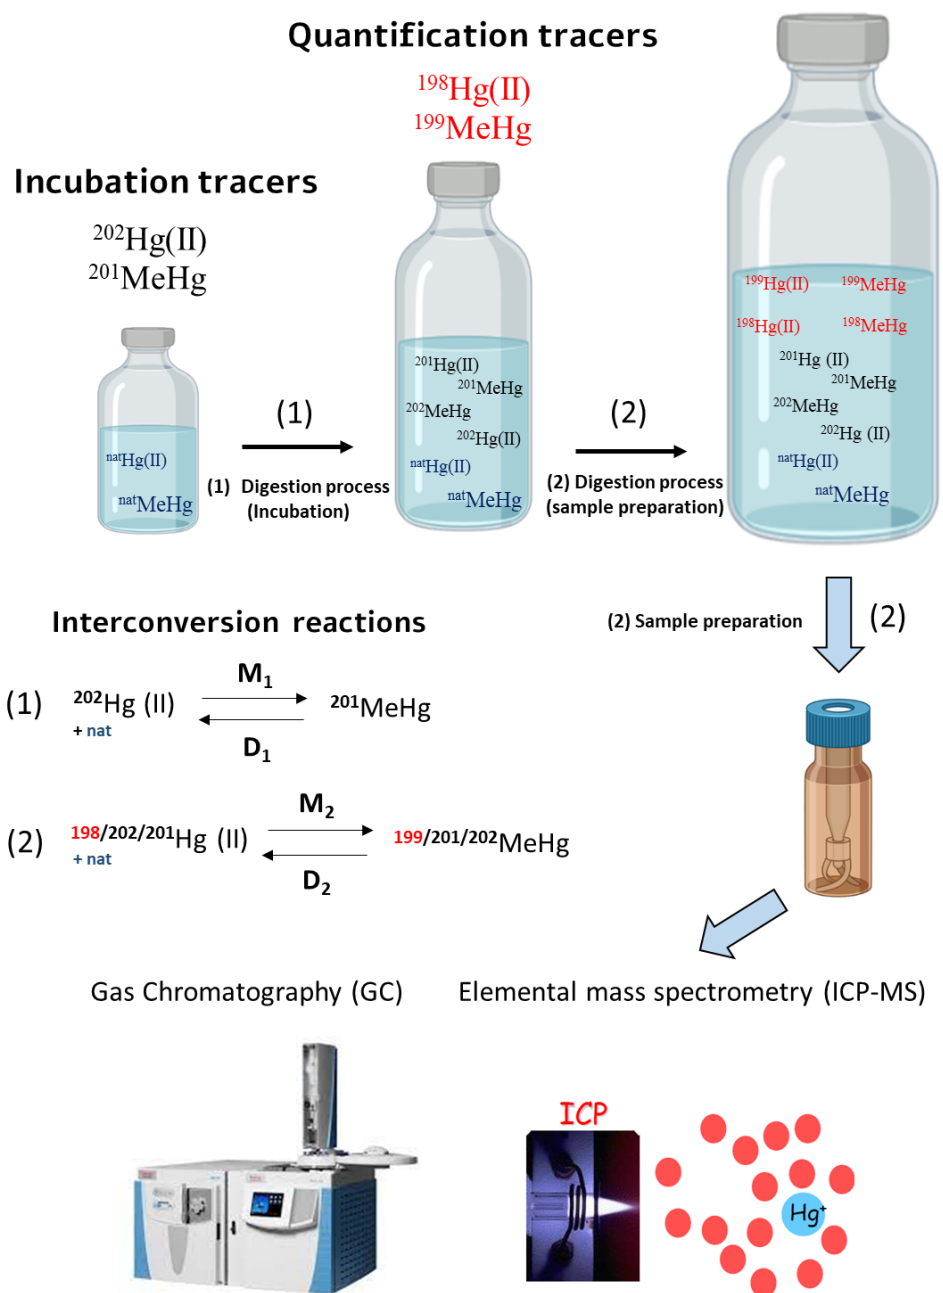 Quantification tracers
¹⁹⁸Hg(II)
¹⁹⁹MeHg
Incubation tracers
²⁰²Hg(II)
²⁰¹MeHg
natHg(II)
natMeHg
(1)
(1) Digestion process
(Incubation)
²⁰¹Hg(II)
²⁰¹MeHg
²⁰²MeHg
²⁰²Hg(II)
natHg(II)
natMeHg
(2)
(2) Digestion process
(sample preparation)
¹⁹⁹Hg(II) ¹⁹⁹MeHg
¹⁹⁸Hg(II) ¹⁹⁸MeHg
²⁰¹Hg (II)
²⁰¹MeHg
²⁰²MeHg
²⁰²Hg (II)
natHg(II)
natMeHg
(2) Sample preparation (2)
Interconversion reactions
(1) ²⁰²Hg (II) M₁ ²⁰¹MeHg
+ nat
D₁
(2) ¹⁹⁸/²⁰²/²⁰¹Hg (II) M₂ ¹⁹⁹/²⁰¹/²⁰²MeHg
+ nat
D₂
Gas Chromatography (GC)
Elemental mass spectrometry (ICP-MS)
ICP
Hg⁺